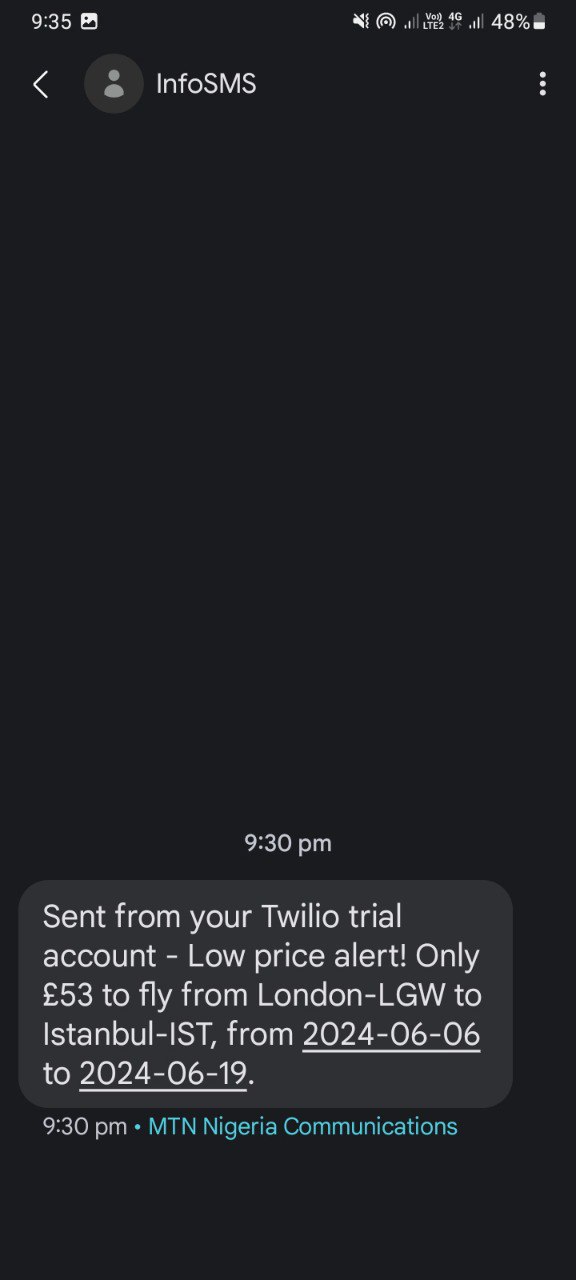 9:35 Vo) LTE2 4G 48%
InfoSMS
9:30 pm
Sent from your Twilio trial
account - Low price alert! Only
£53 to fly from London-LGW to
Istanbul-IST, from 2024-06-06
to 2024-06-19.
9:30 pm • MTN Nigeria Communications